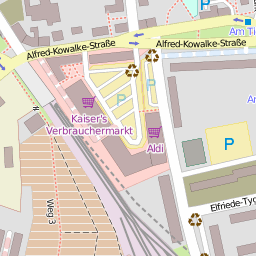 Alfred-Kowalke-Straße
Alfred-Kowalke-Straße
Am Ti
P
Kaiser's
Verbrauchermarkt
Aldi
P
Weg 3
Elfriede-Tyg